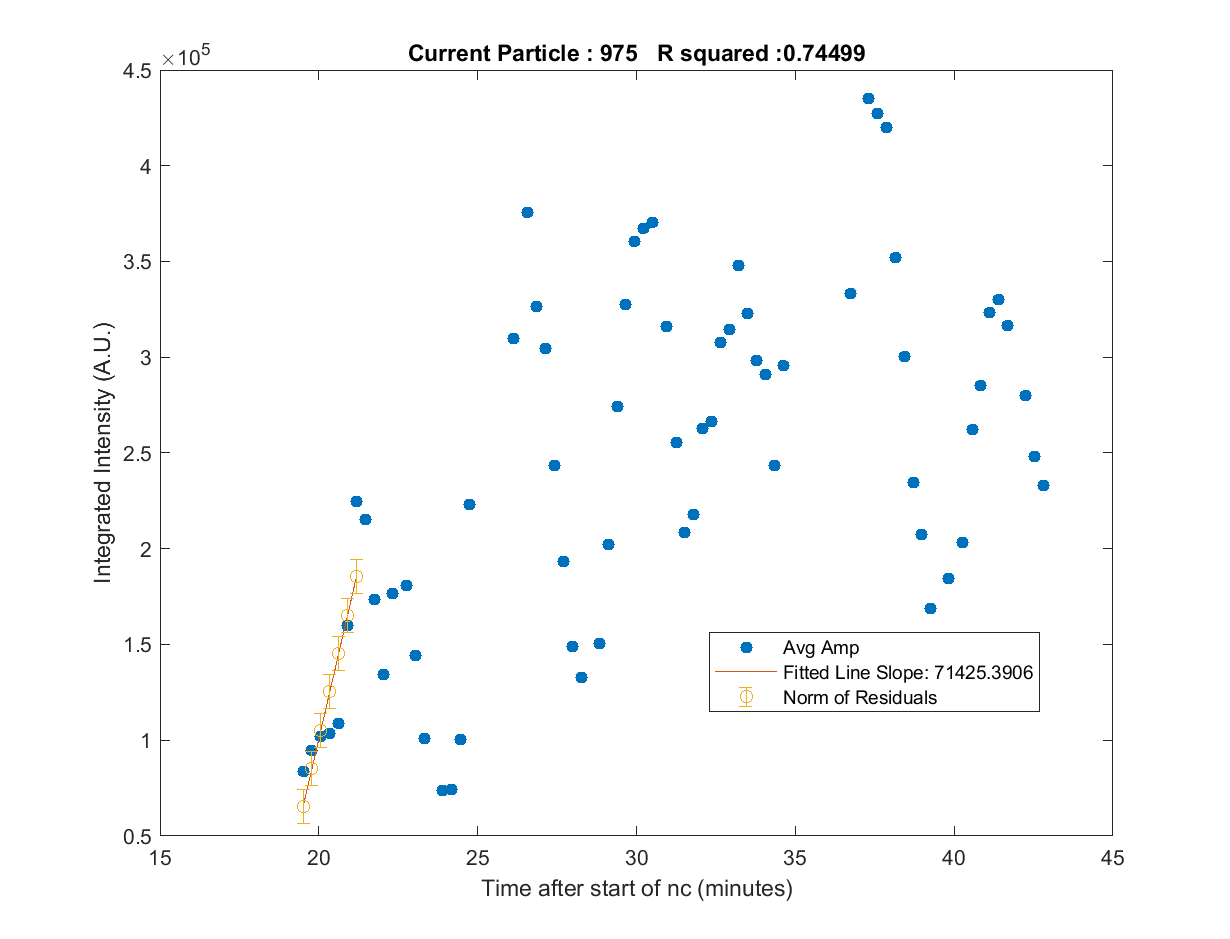 Current Particle : 975 R squared :0.74499
×10^5
4.5
4
3.5
3
2.5
2
1.5
1
0.5
Integrated Intensity (A.U.)
Avg Amp
Fitted Line Slope: 71425.3906
Norm of Residuals
15 20 25 30 35 40 45
Time after start of nc (minutes)